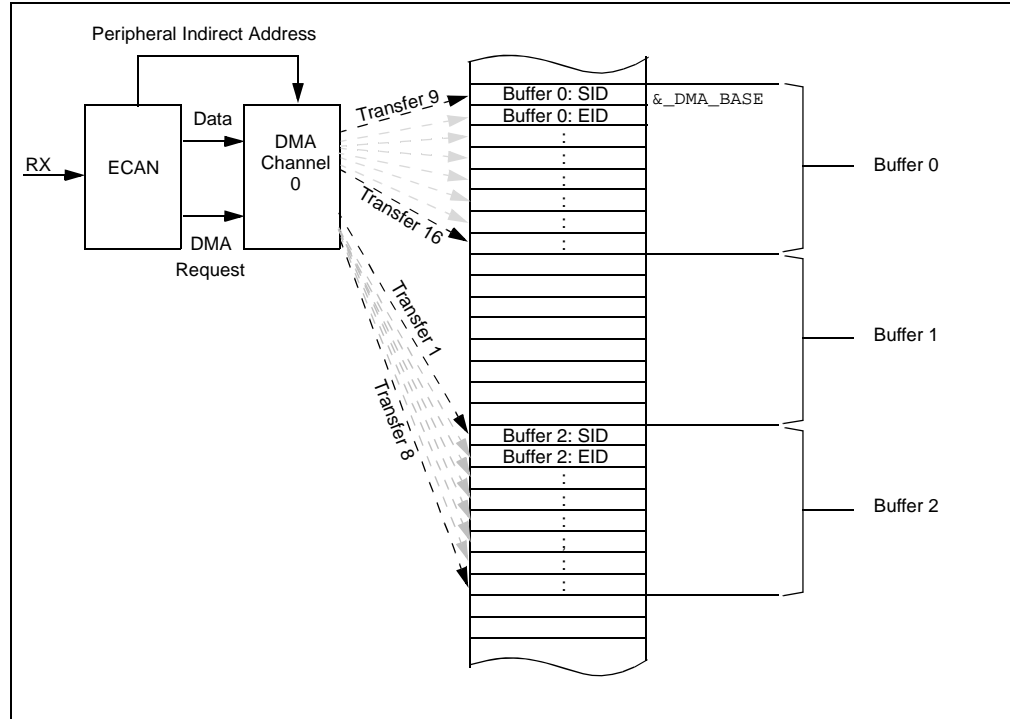 Peripheral Indirect Address
RX
ECAN
Data
DMA
Request
DMA
Channel
0
Transfer 9
Transfer 16
Transfer 1
Transfer 8
Buffer 0: SID
&_DMA_BASE
Buffer 0: EID
Buffer 0
Buffer 1
Buffer 2: SID
Buffer 2: EID
Buffer 2